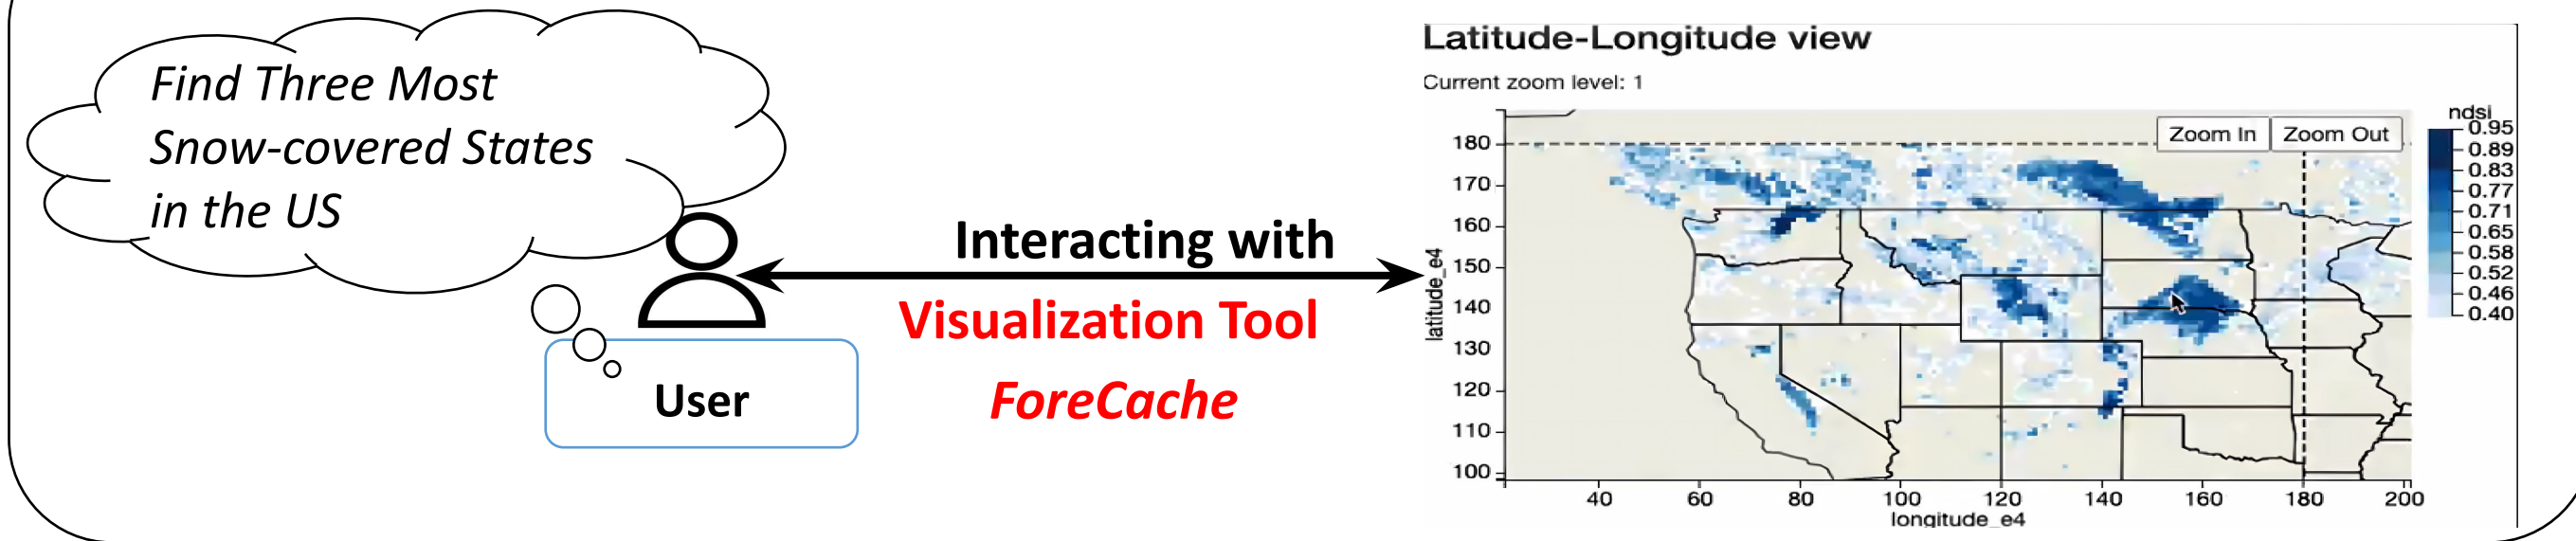 Find Three Most
Snow-covered States
in the US
User
Interacting with
Visualization Tool
ForeCache
Latitude-Longitude view
Current zoom level: 1
Zoom In
Zoom Out
ndsi
0.95
0.89
0.83
0.77
0.71
0.65
0.58
0.52
0.46
0.40
latitude_e4
180
170
160
150
140
130
120
110
100
40 60 80 100 120 140 160 180 200
longitude_e4